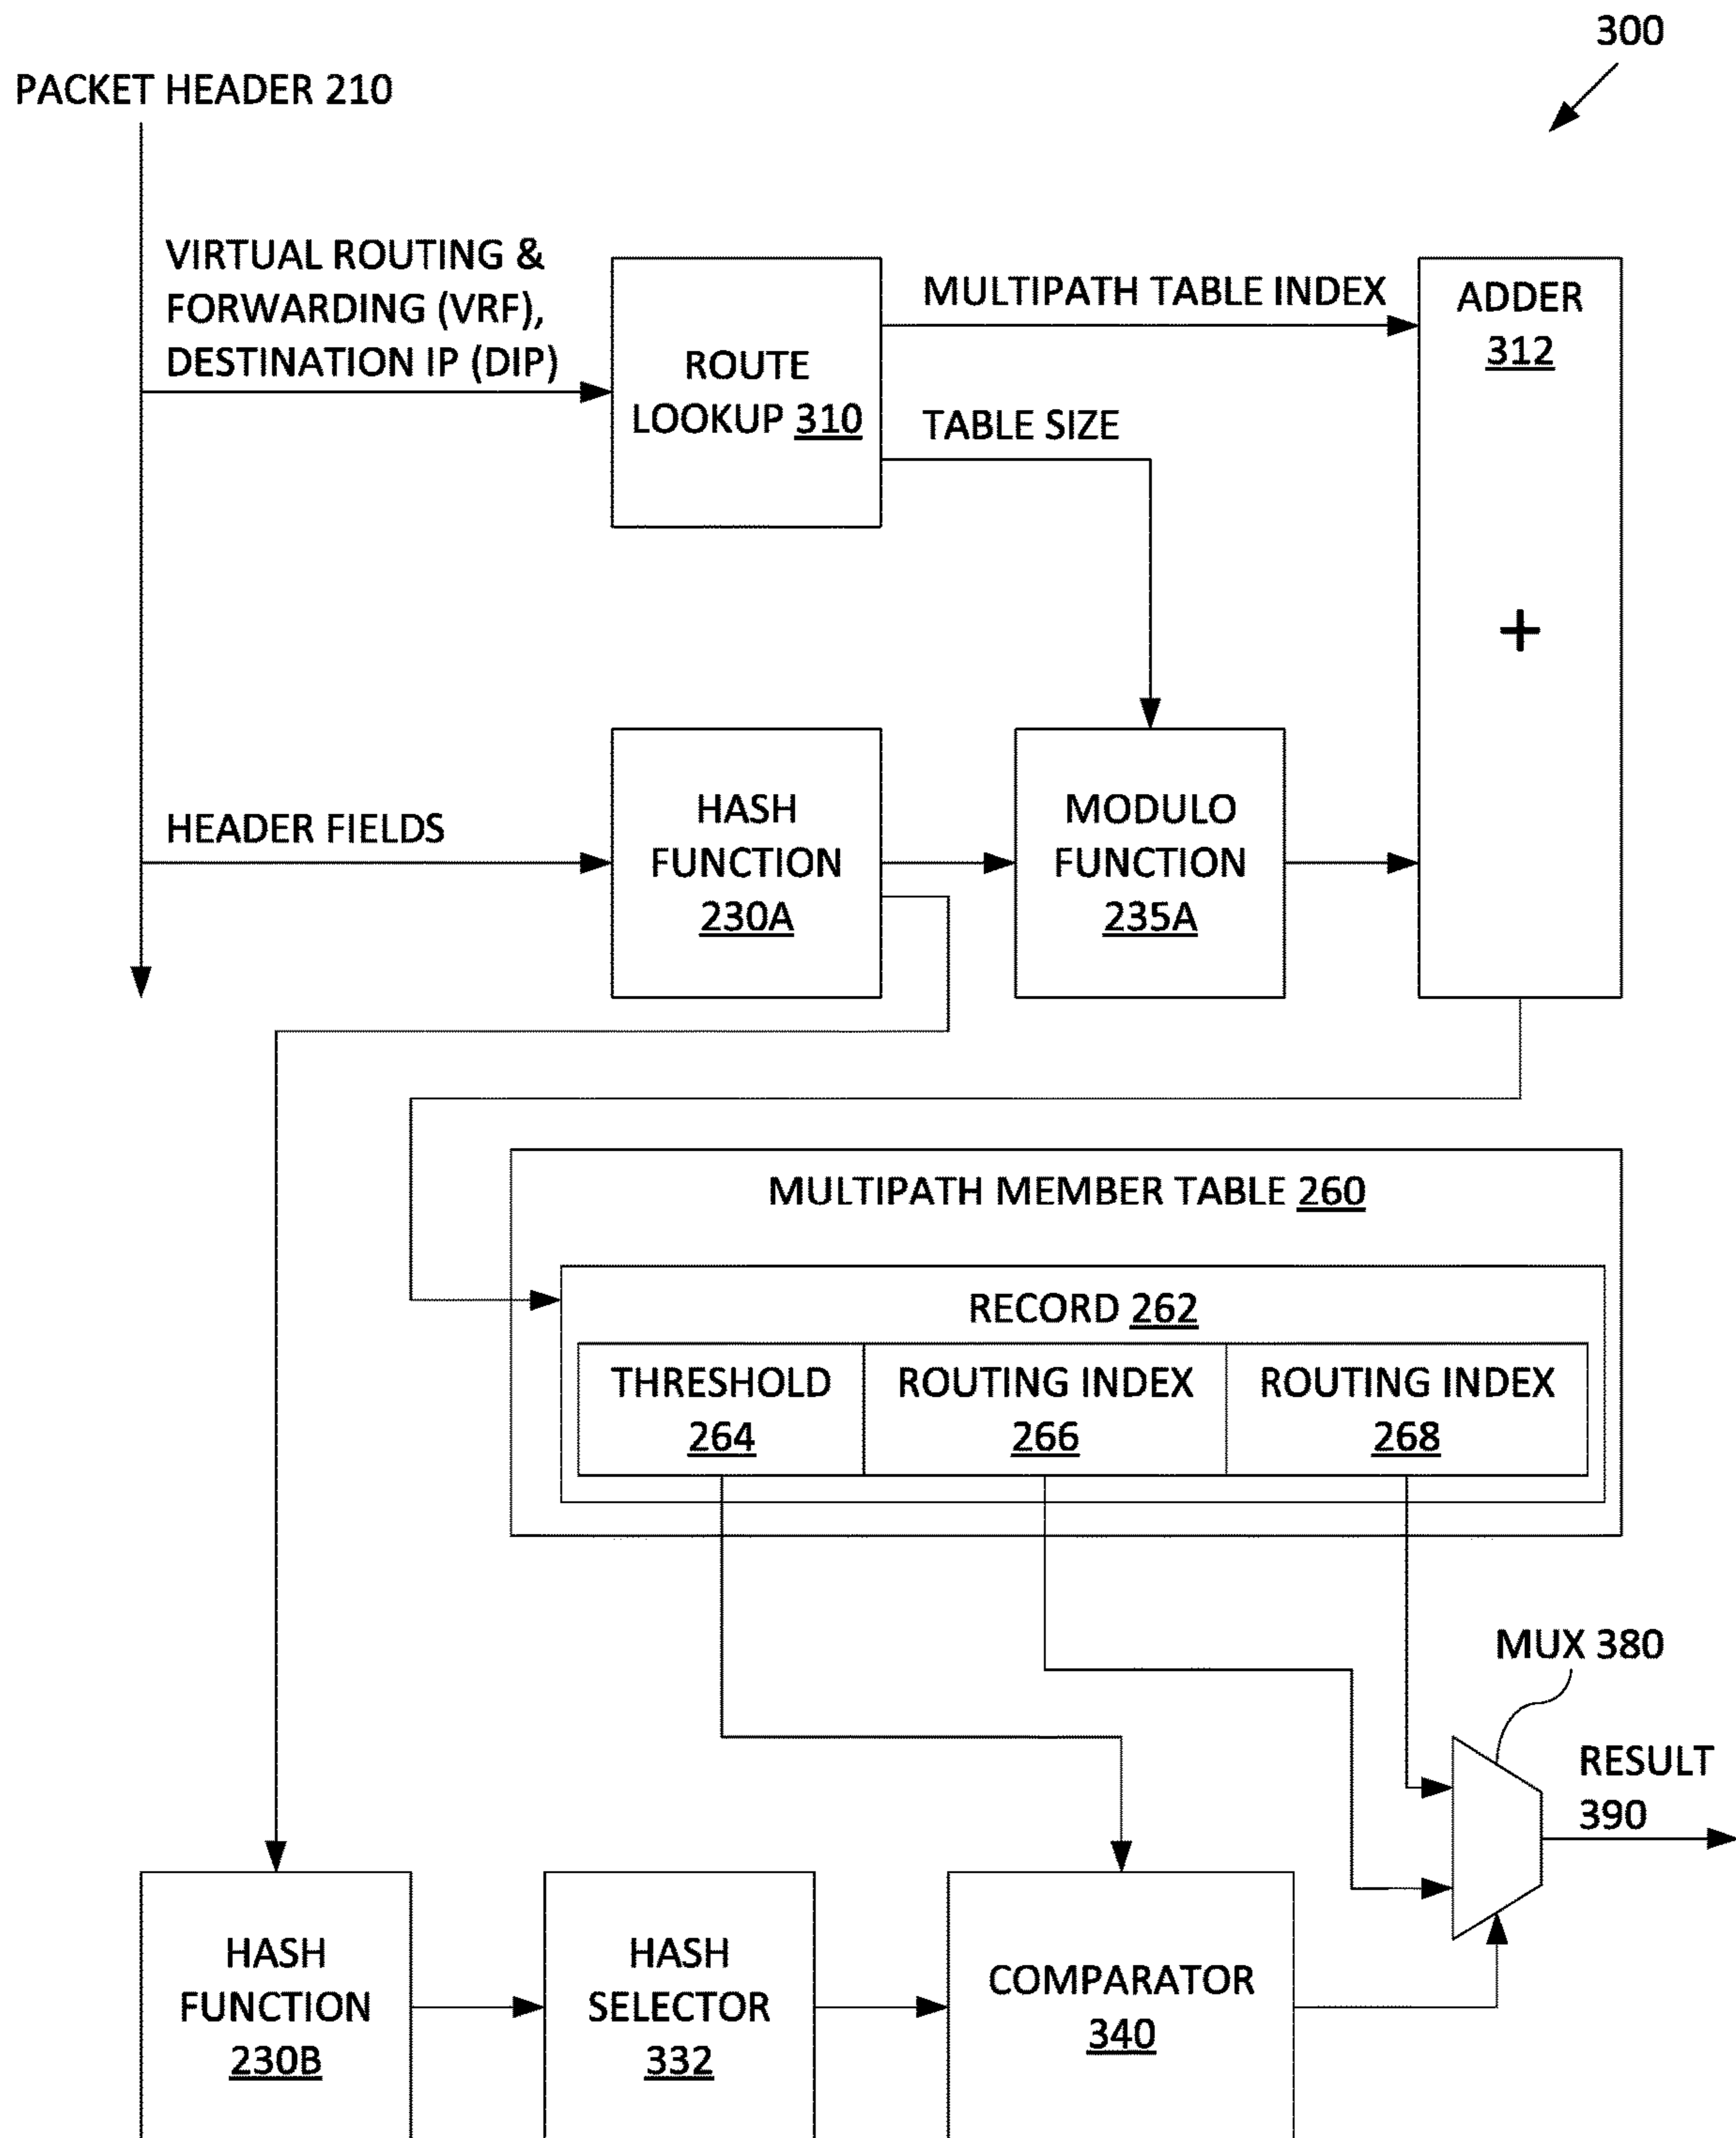 300
PACKET HEADER 210
VIRTUAL ROUTING &
FORWARDING (VRF),
DESTINATION IP (DIP)
ROUTE
LOOKUP 310
MULTIPATH TABLE INDEX
TABLE SIZE
ADDER
312
+
HEADER FIELDS
HASH
FUNCTION
230A
MODULO
FUNCTION
235A
MULTIPATH MEMBER TABLE 260
RECORD 262
THRESHOLD
264
ROUTING INDEX
266
ROUTING INDEX
268
MUX 380
RESULT
390
HASH
FUNCTION
230B
HASH
SELECTOR
332
COMPARATOR
340